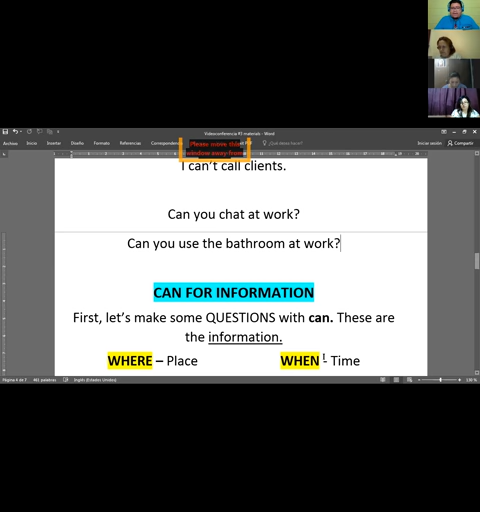 Videoconferencia P3 materials - Word
Archivo Inicio Insertar Diseño Formato Referencias Correspondencia ¿Qué desea hacer? Iniciar sesión Compartir
Please move this
window away from
I can't call clients.
Can you chat at work?
Can you use the bathroom at work?
CAN FOR INFORMATION
First, let's make some QUESTIONS with can. These are
the information.
WHERE – Place WHEN - Time
Página 4 de 7 481 palabras Inglés (Estados Unidos) 130 %